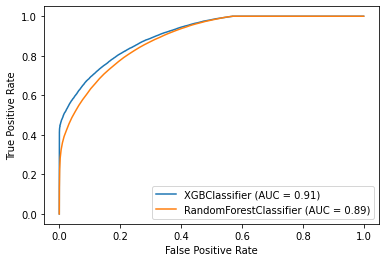 1.0
0.8
0.6
0.4
0.2
0.0
True Positive Rate
XGBClassifier (AUC = 0.91)
RandomForestClassifier (AUC = 0.89)
0.0 0.2 0.4 0.6 0.8 1.0
False Positive Rate